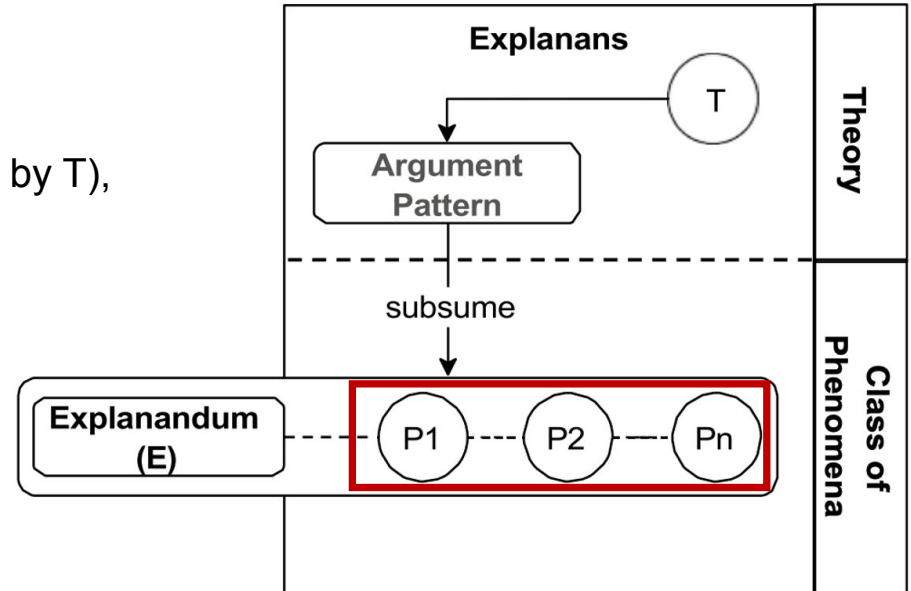 by T),
Explanans
T
Argument
Pattern
subsume
Explanandum
(E)
P1
P2
Pn
Theory
Class of
Phenomena